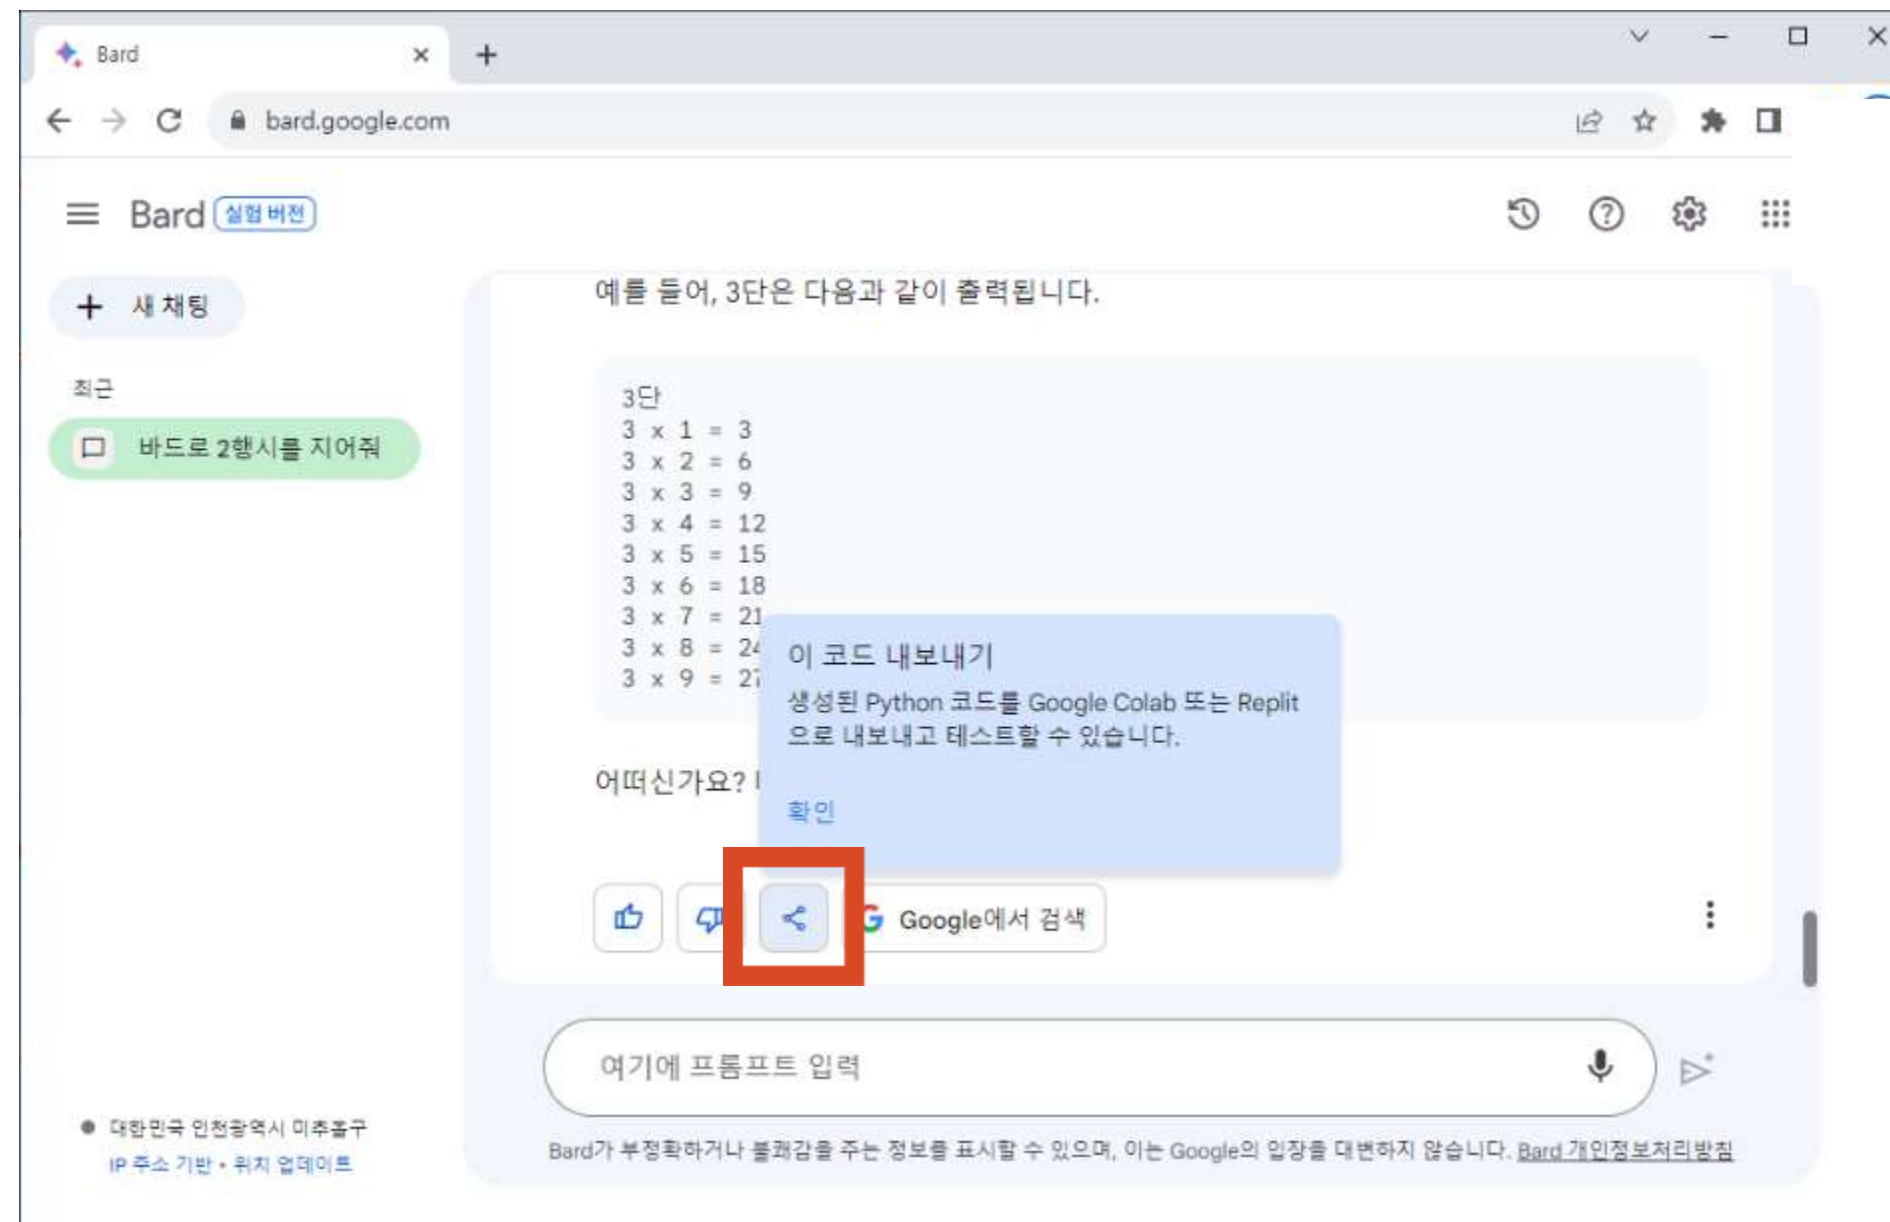 Bard
bard.google.com
Bard 실험 버전
새 채팅
최근
바드로 2행시를 지어줘
예를 들어, 3단은 다음과 같이 출력됩니다.
3단
3 x 1 = 3
3 x 2 = 6
3 x 3 = 9
3 x 4 = 12
3 x 5 = 15
3 x 6 = 18
3 x 7 = 21
3 x 8 = 24
3 x 9 = 27
이 코드 내보내기
생성된 Python 코드를 Google Colab 또는 Replit
으로 내보내고 테스트할 수 있습니다.
확인
어떠신가요?
Google에서 검색
여기에 프롬프트 입력
대한민국 인천광역시 미추홀구
IP 주소 기반 • 위치 업데이트
Bard가 부정확하거나 불쾌감을 주는 정보를 표시할 수 있으며, 이는 Google의 입장을 대변하지 않습니다. Bard 개인정보처리방침